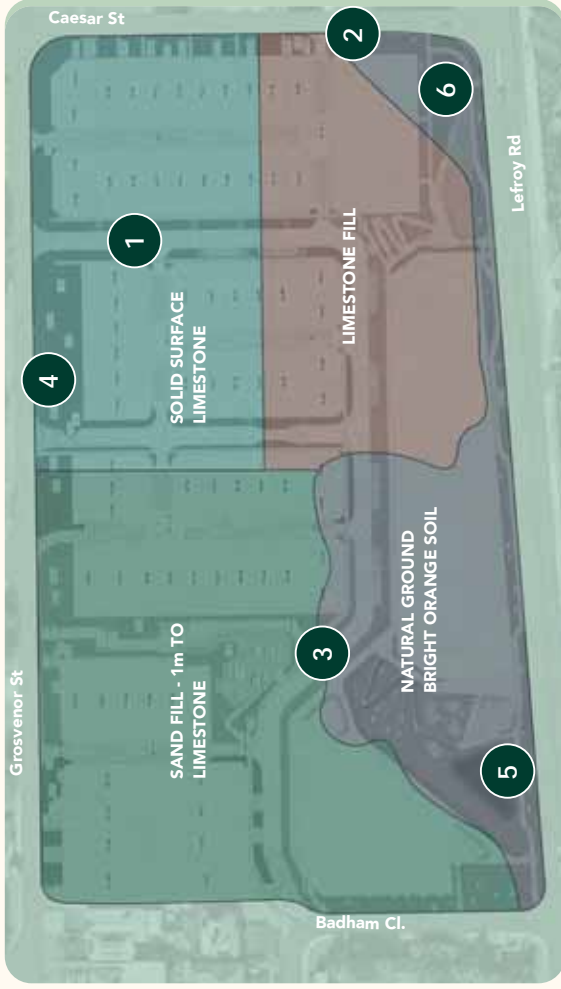 Caesar St
2
6
Lefroy Rd
1
4
SOLID SURFACE
LIMESTONE
LIMESTONE FILL
Grosvenor St
SAND FILL - 1m TO
LIMESTONE
3
NATURAL GROUND
BRIGHT ORANGE SOIL
5
Badham Cl.